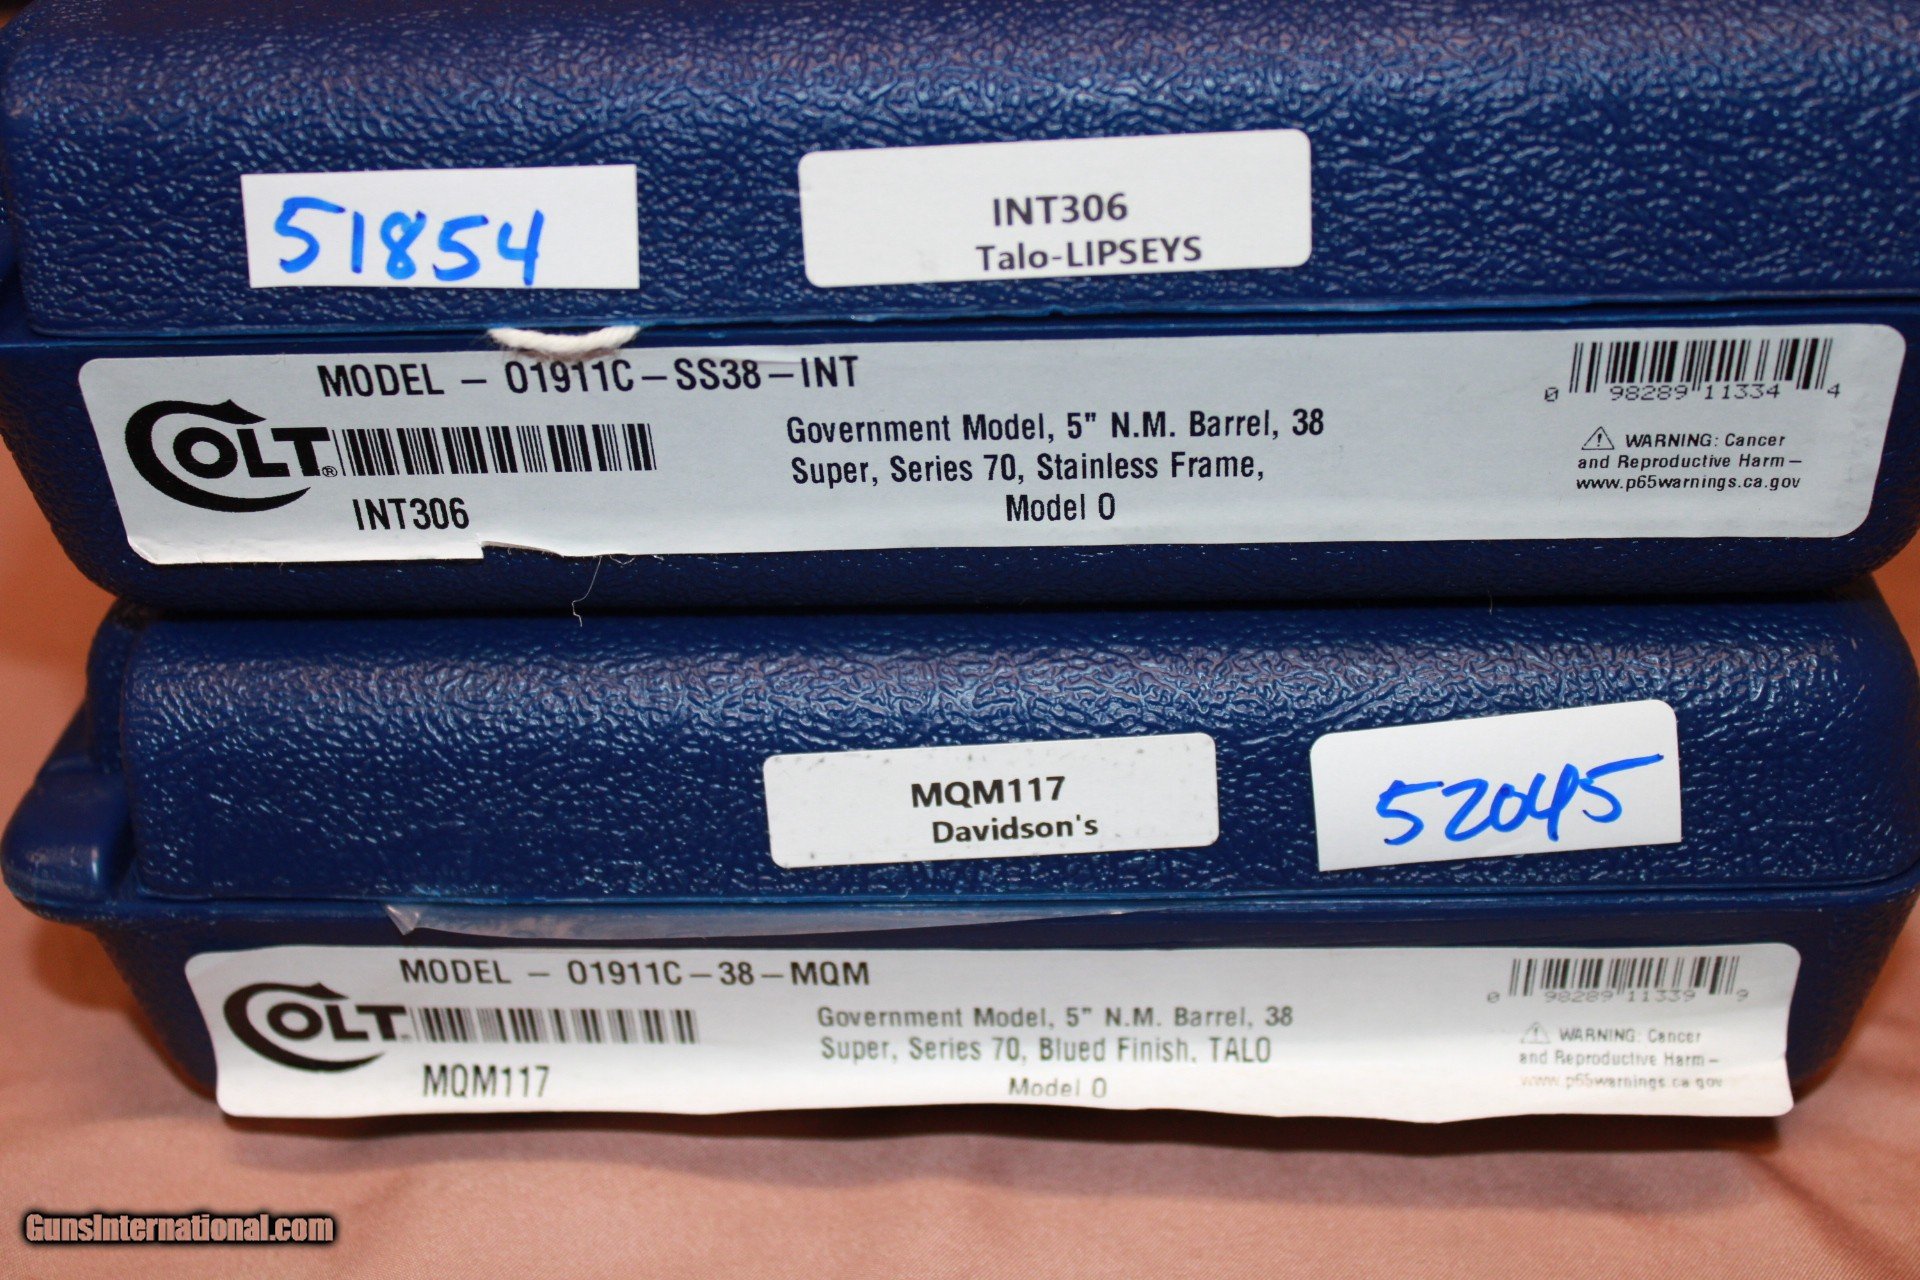 51854
INT306
Talo-LIPSEYS
MODEL - O1911C-SS38-INT
COLT®
INT306
Government Model, 5" N.M. Barrel, 38
Super, Series 70, Stainless Frame,
Model O
0 98289 11334 4
WARNING: Cancer
and Reproductive Harm-
www.p65warnings.ca.gov
MQM117
Davidson's
52045
MODEL - O1911C-38-MQM
COLT
MQM117
Government Model, 5" N.M. Barrel, 38
Super, Series 70, Blued Finish, TALO
Model O
0 98289 11339 9
WARNING: Cancer
and Reproductive Harm-
www.p65warnings.ca.gov
GunsInternational.com